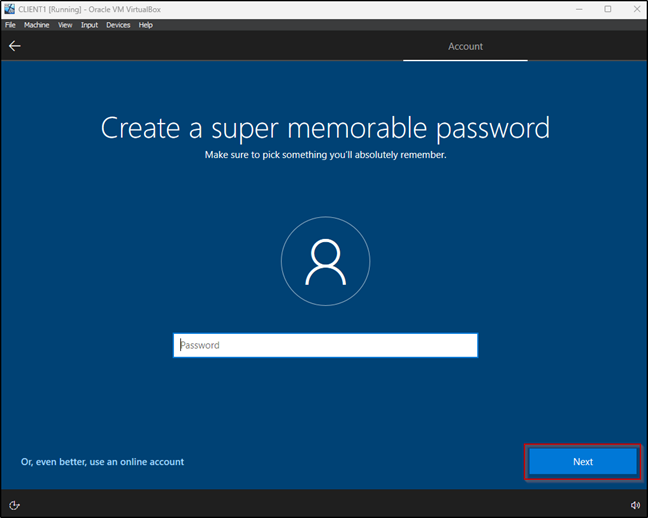 CLIENT1 [Running] - Oracle VM VirtualBox
File Machine View Input Devices Help
Account
Create a super memorable password
Make sure to pick something you'll absolutely remember.
Password
Or, even better, use an online account
Next